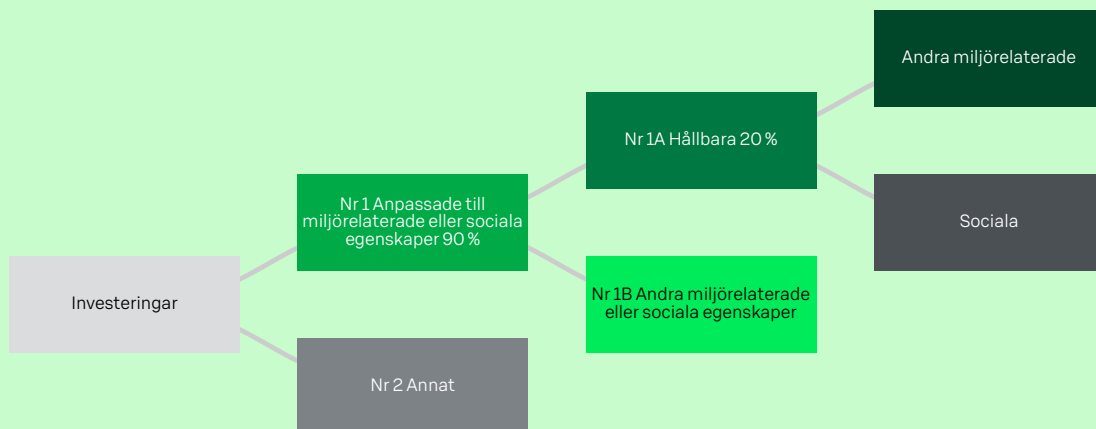 Andra miljörelaterade
Nr 1A Hållbara 20 %
Nr 1 Anpassade till
miljörelaterade eller sociala
egenskaper 90 %
Sociala
Investeringar
Nr 1B Andra miljörelaterade
eller sociala egenskaper
Nr 2 Annat